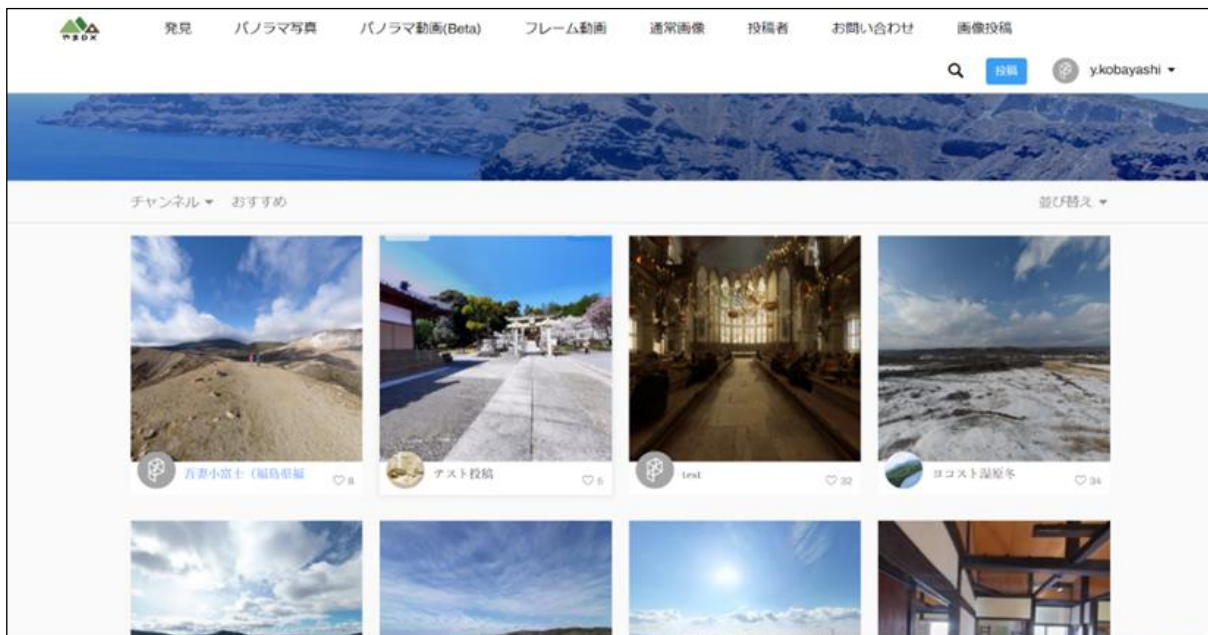 やまDX
発見 パノラマ写真 パノラマ動画(Beta) フレーム動画 通常画像 投稿者 お問い合わせ 画像投稿
投稿 y.kobayashi
チャンネル おすすめ 並び替え
吾妻小富士（福島県福 8
テスト投稿 5
test 32
ヨコスト湿原冬 34